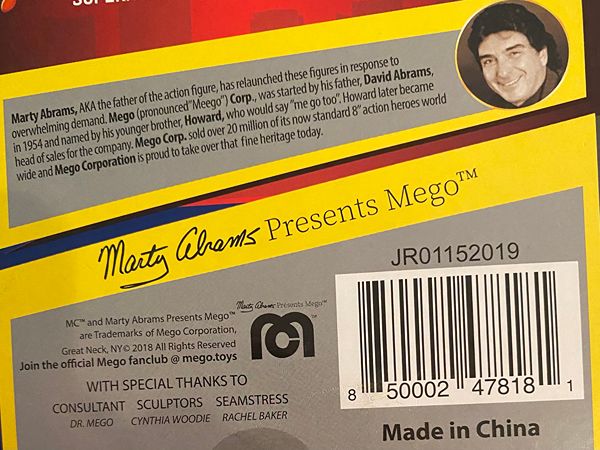 Marty Abrams, AKA the father of the action figure, has relaunched these figures in response to
overwhelming demand. Mego (pronounced "Meego") Corp., was started by his father, David Abrams,
in 1954 and named by his younger brother, Howard, who would say "me goo too". Howard later became
head of sales for the company. Mego Corp. sold over 20 million of its now standard 8" action heroes world
wide and Mego Corporation is proud to take over that fine heritage today.
Marty Abrams Presents Mego™
JR01152019
Marty Abrams Presents Mego™
MC™ and Marty Abrams Presents Mego™
are Trademarks of Mego Corporation,
Great Neck, NY© 2018 All Rights Reserved
Join the official Mego fanclub @ mego.toys
WITH SPECIAL THANKS TO
CONSULTANT SCULPTORS SEAMSTRESS
DR. MEGO CYNTHIA WOODIE RACHEL BAKER
8 50002 47818 1
Made in China